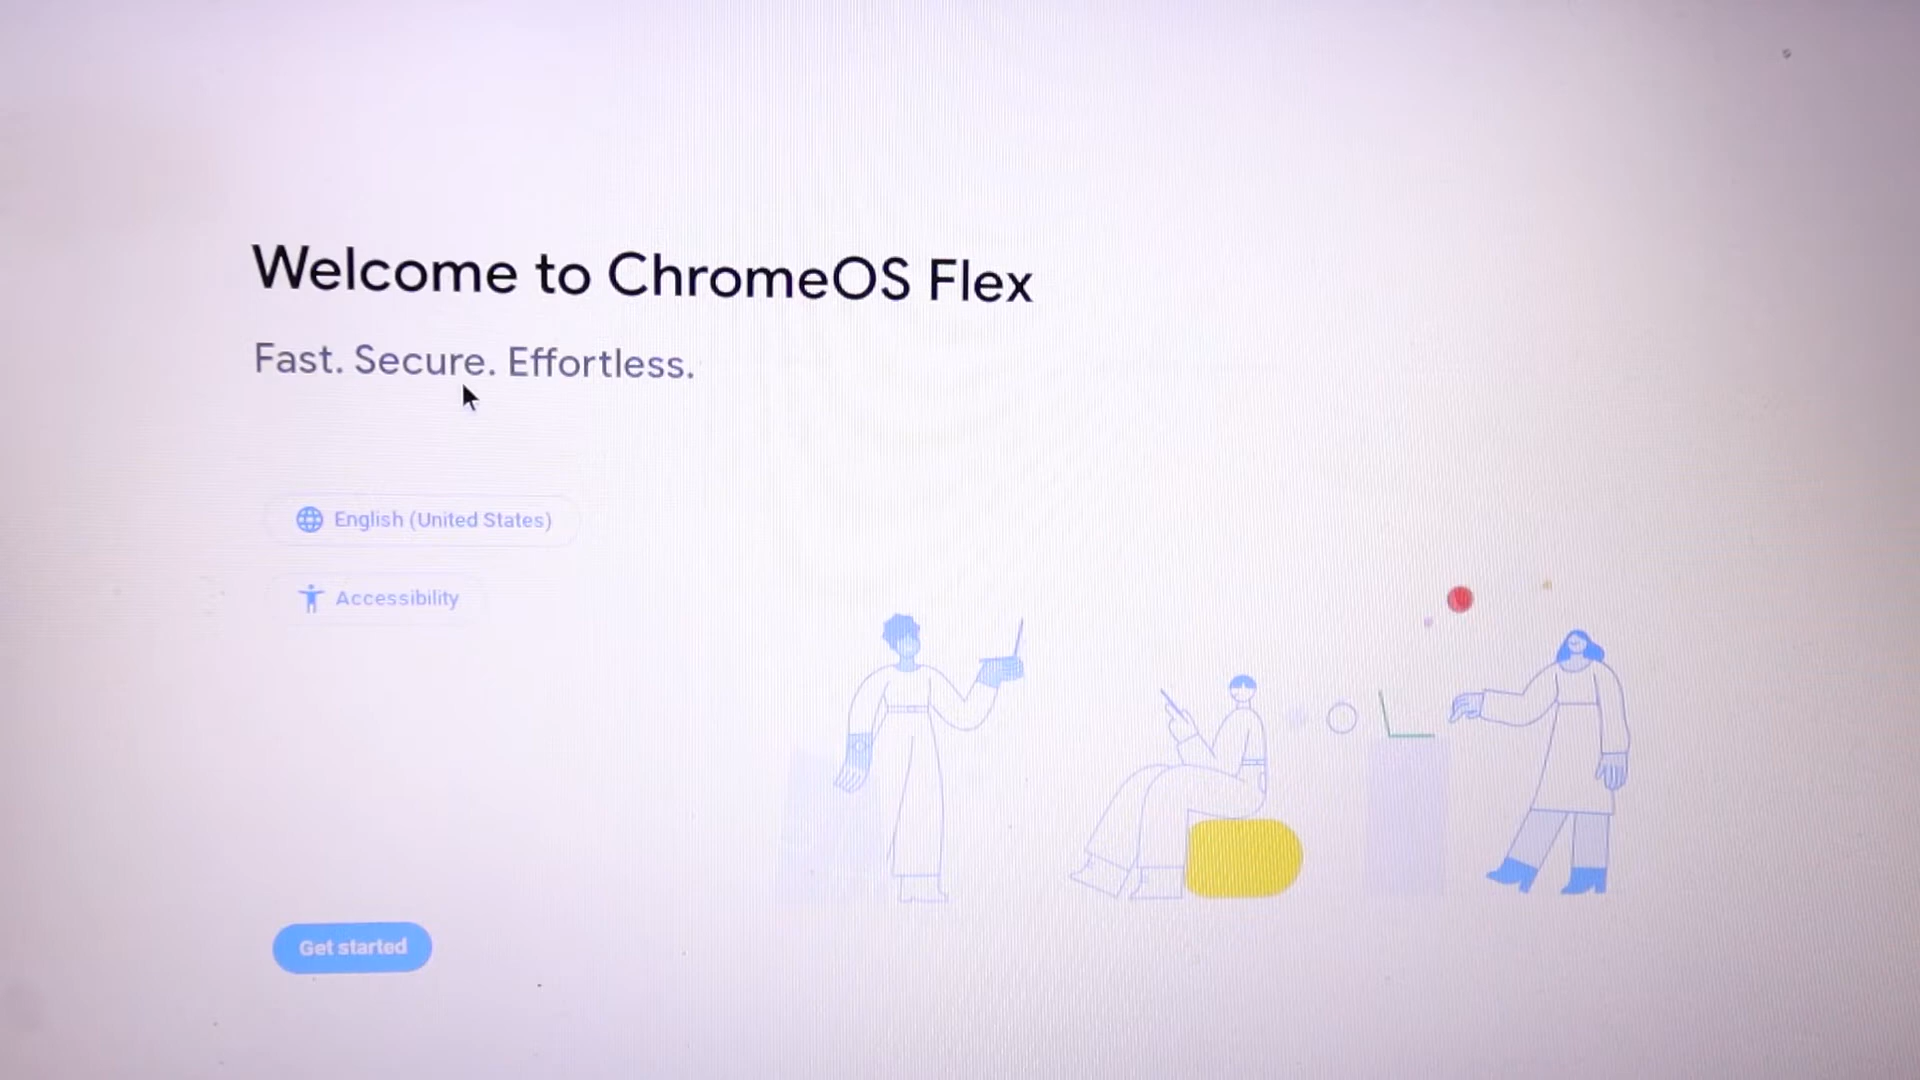 Welcome to ChromeOS Flex
Fast. Secure. Effortless.
English (United States)
Accessibility
Get started